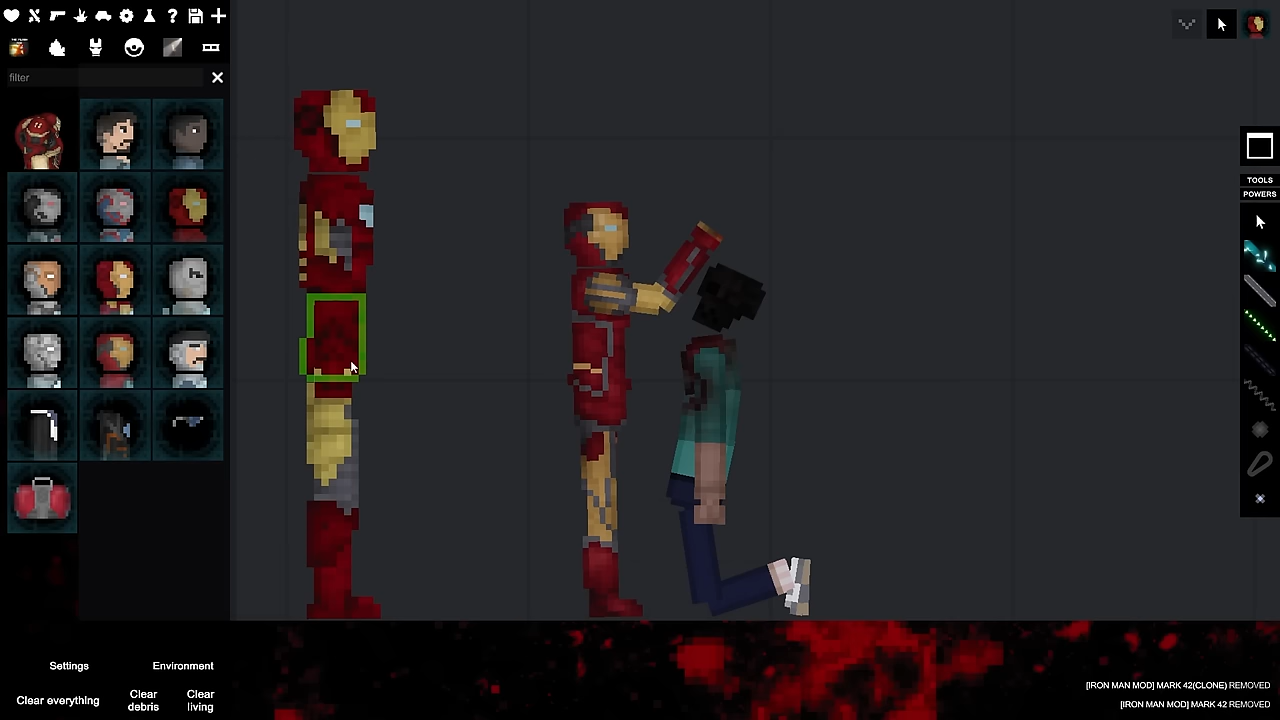 filter
TOOLS
POWERS
Settings
Environment
Clear everything
Clear debris
Clear living
[IRON MAN MOD] MARK 42(CLONE) REMOVED
[IRON MAN MOD] MARK 42 REMOVED